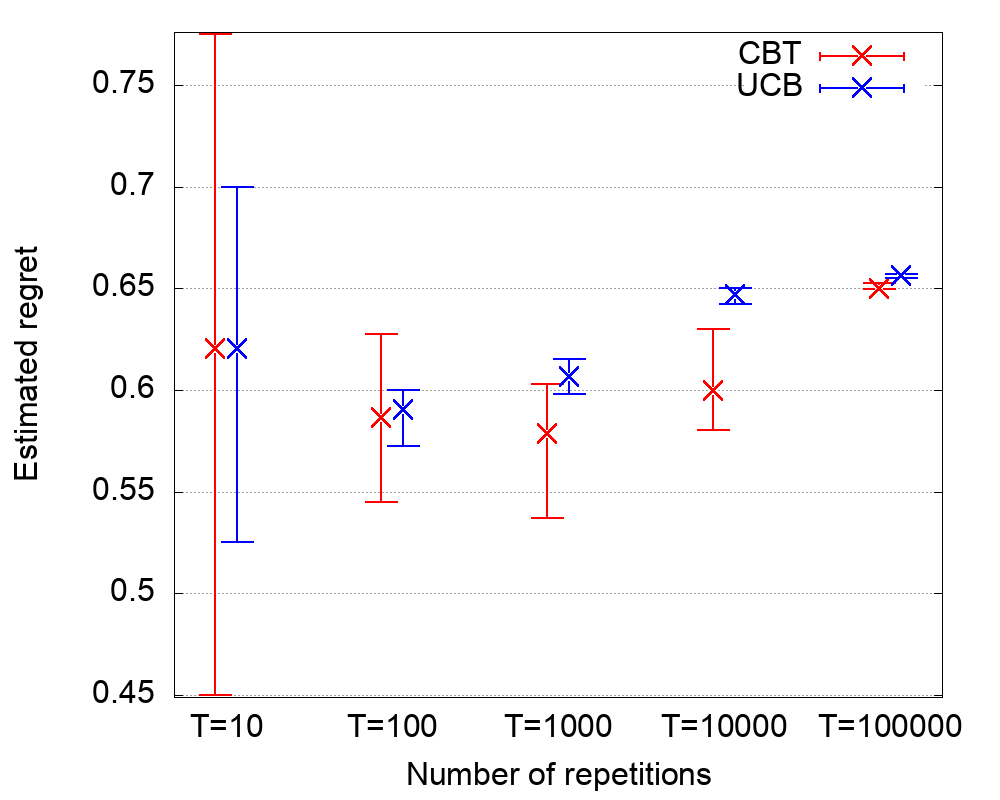 CBT
UCB
0.75
0.7
0.65
0.6
0.55
0.5
0.45
Estimated regret
T=10 T=100 T=1000 T=10000 T=100000
Number of repetitions